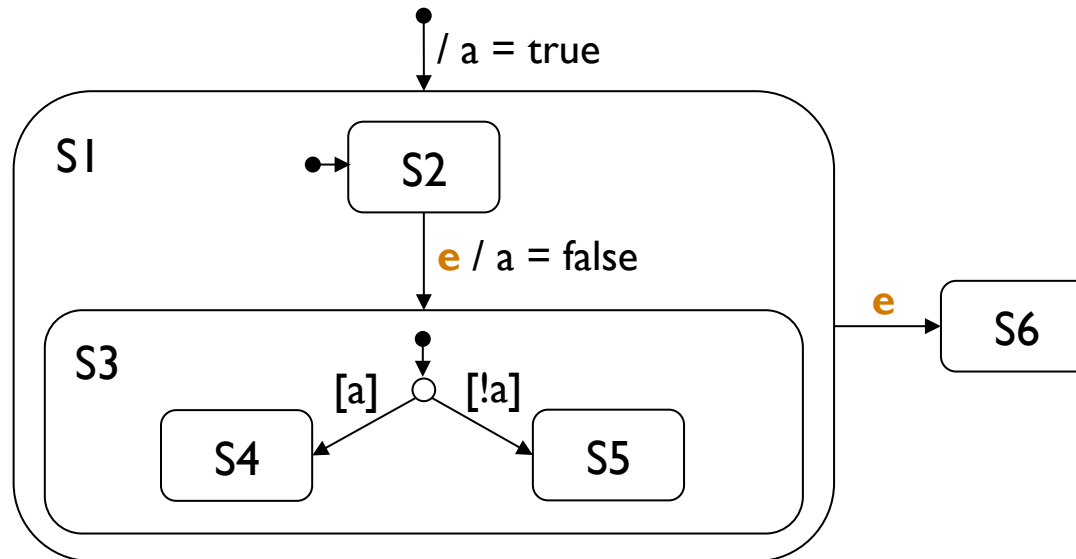 / a = true
S1
S2
e / a = false
e
S6
S3
[a]
[!a]
S4
S5